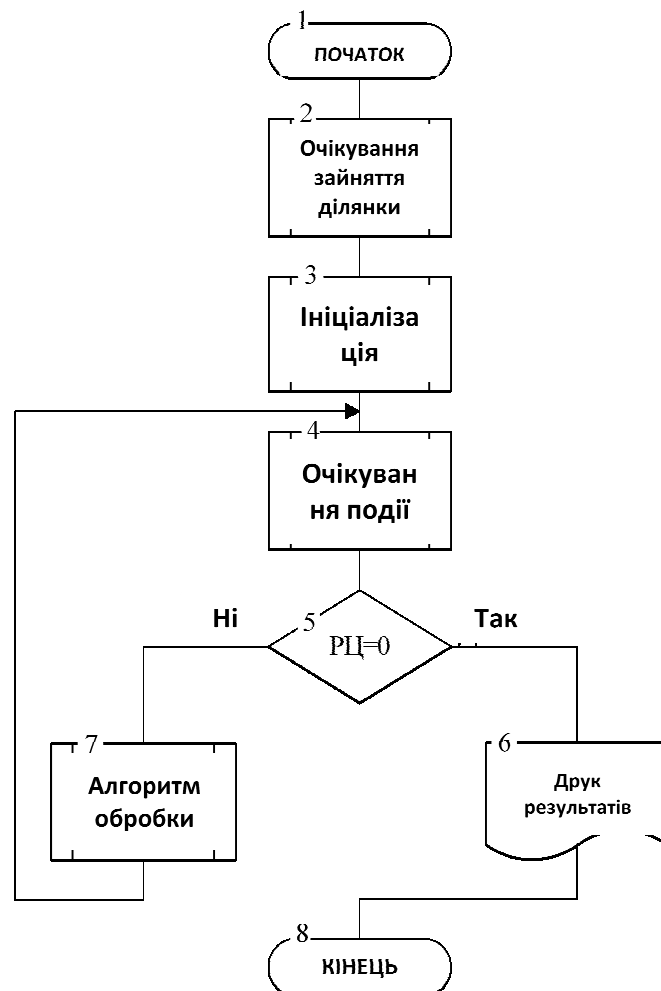 1
ПОЧАТОК
2
Очікування
зайняття
ділянки
3
Ініціаліза
ція
4
Очікуван
ня події
Ні
5
РЦ=0
Так
7
Алгоритм
обробки
6
Друк
результатів
8
КІНЕЦЬ